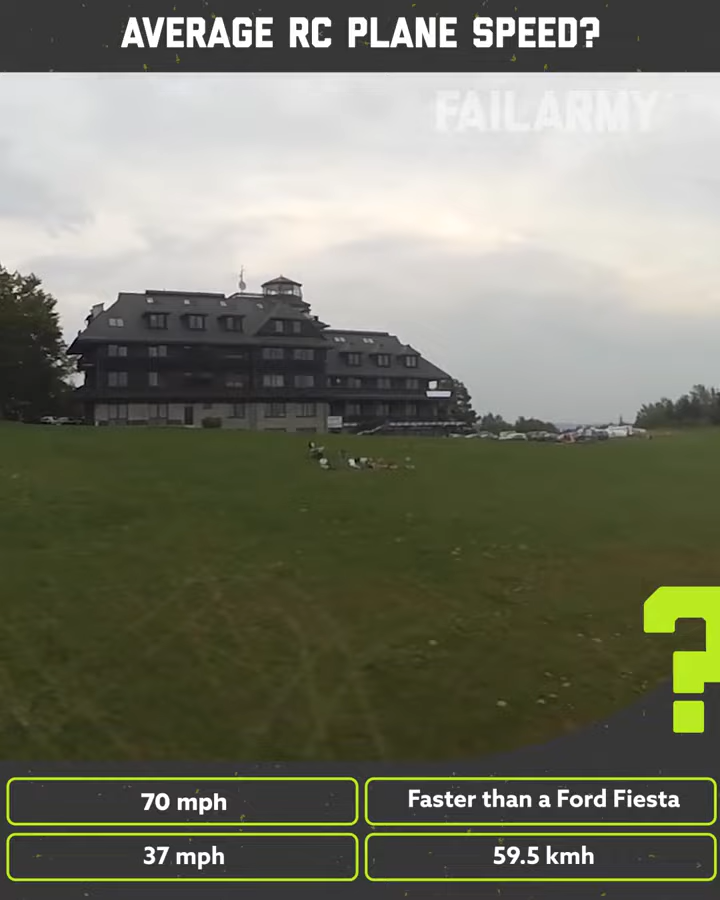 AVERAGE RC PLANE SPEED?
FAILARMY
?
70 mph
Faster than a Ford Fiesta
37 mph
59.5 kmh